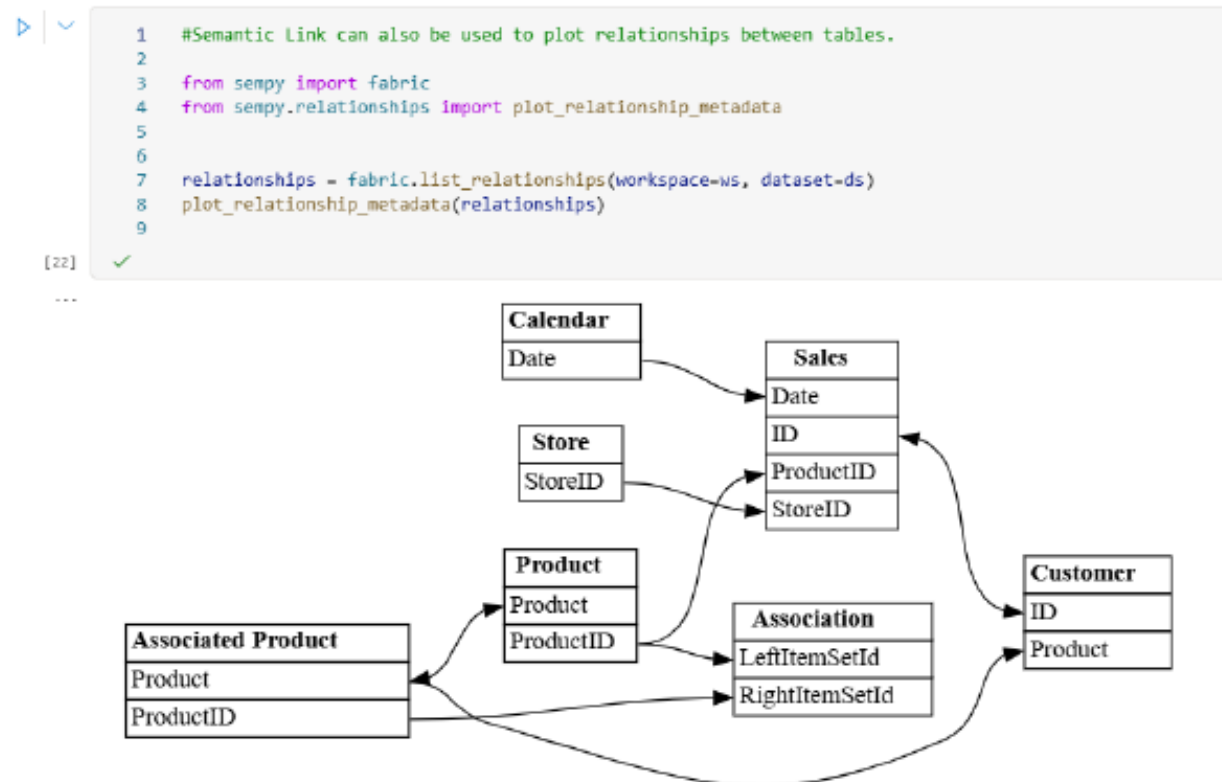 1 #Semantic Link can also be used to plot relationships between tables.
2
3 from sempy import fabric
4 from sempy.relationships import plot_relationship_metadata
5
6
7 relationships = fabric.list_relationships(workspace=ws, dataset=ds)
8 plot_relationship_metadata(relationships)
9
[22]
...
Calendar
Date
Sales
Date
ID
ProductID
StoreID
Store
StoreID
Product
Product
ProductID
Customer
ID
Product
Association
LeftItemSetId
RightItemSetId
Associated Product
Product
ProductID